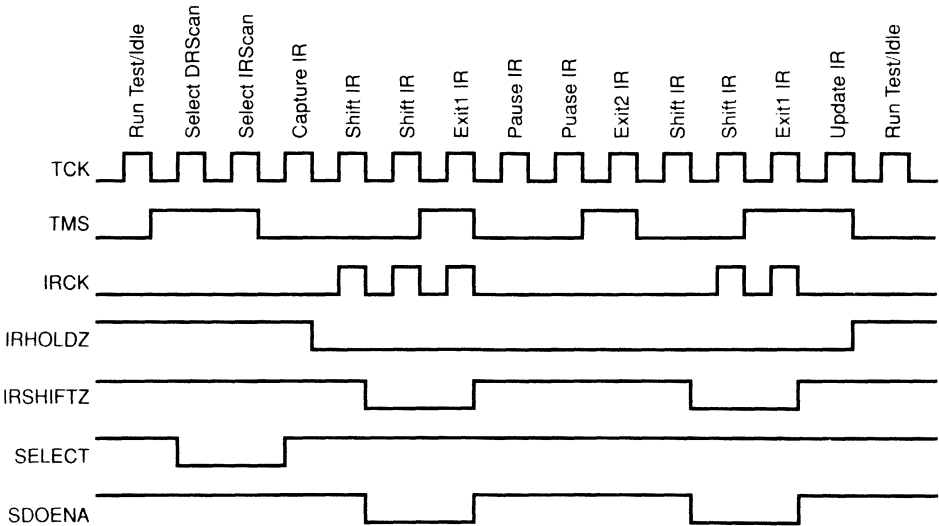 Run Test/Idle
Select DRScan
Select IRScan
Capture IR
Shift IR
Shift IR
Exit1 IR
Pause IR
Puase IR
Exit2 IR
Shift IR
Shift IR
Exit1 IR
Update IR
Run Test/Idle
TCK
TMS
IRCK
IRHOLDZ
IRSHIFTZ
SELECT
SDOENA